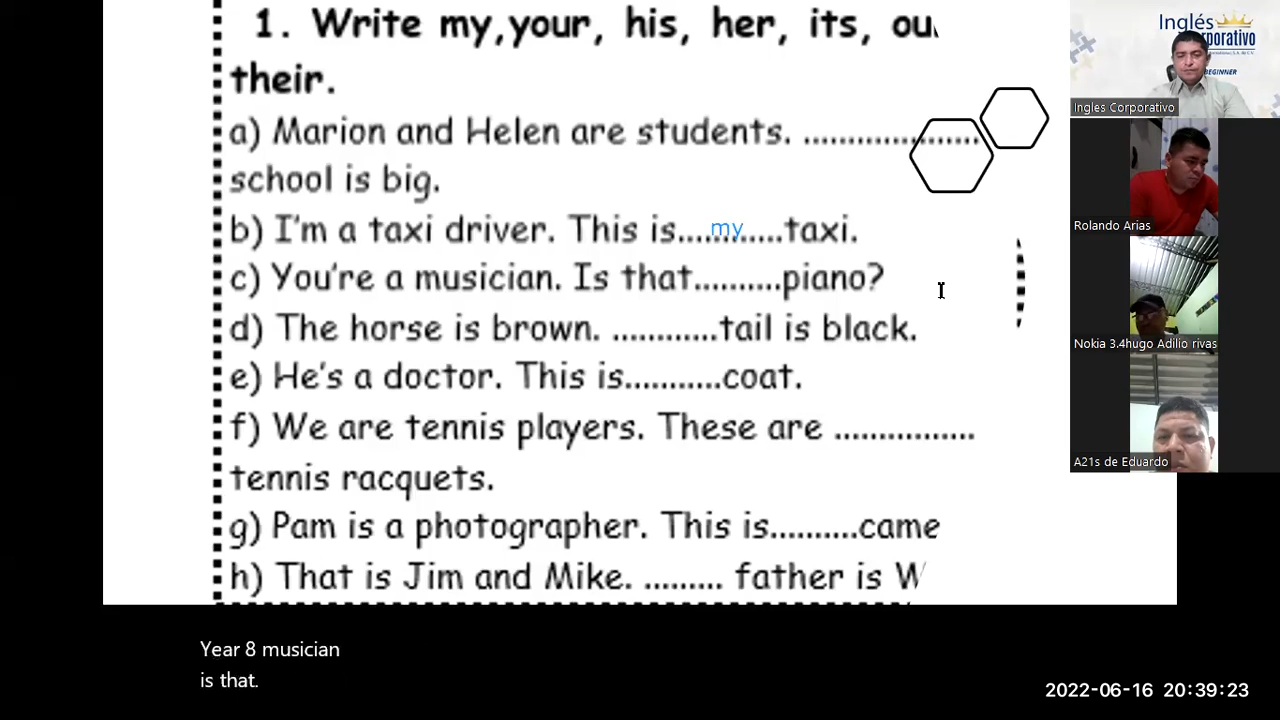 1. Write my,your, his, her, its, ou
their.
a) Marion and Helen are students. ....................
school is big.
b) I'm a taxi driver. This is............taxi.
my
c) You're a musician. Is that..........piano?
d) The horse is brown. ............tail is black.
e) He's a doctor. This is...........coat.
f) We are tennis players. These are ................
tennis racquets.
g) Pam is a photographer. This is..........came
h) That is Jim and Mike. ......... father is W
Inglés
orporativo
BEGINNER
Ingles Corporativo
Rolando Arias
Nokia 3.4hugo Adilio rivas
A21s de Eduardo
Year 8 musician
is that.
2022-06-16 20:39:23